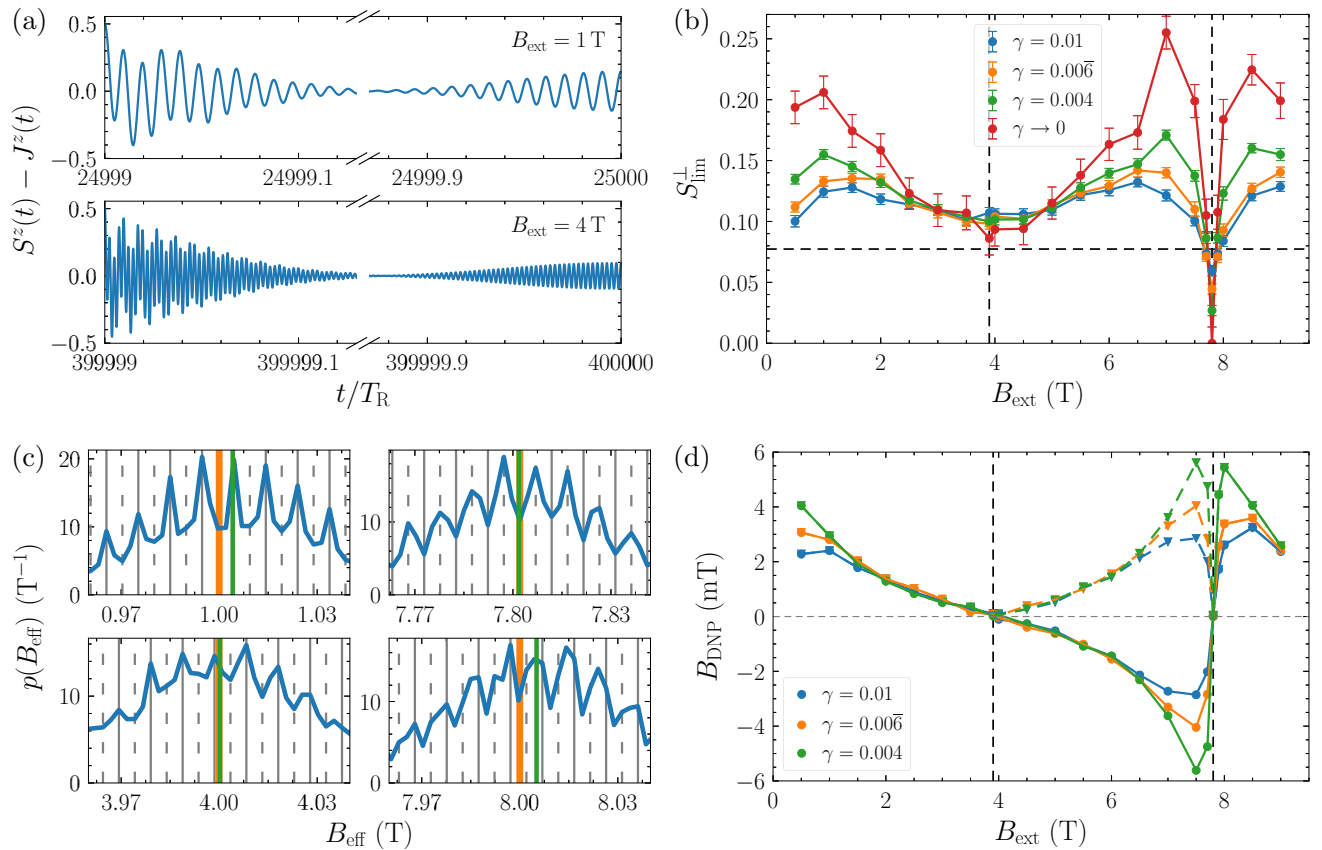 (a)
S^z(t) − J^z(t)
0.5
0.0
−0.5
B_ext = 1 T
24999
24999.1
24999.9
25000
0.5
0.0
−0.5
B_ext = 4 T
399999
399999.1
399999.9
400000
t/T_R
(b)
S^⊥_lim
0.25
0.20
0.15
0.10
0.05
0.00
γ = 0.01
γ = 0.006̅
γ = 0.004
γ → 0
0 2 4 6 8
B_ext (T)
(c)
p(B_eff) (T⁻¹)
20
10
0
0.97 1.00 1.03
10
0
7.77 7.80 7.83
10
0
3.97 4.00 4.03
10
0
7.97 8.00 8.03
B_eff (T)
(d)
B_DNP (mT)
6
4
2
0
−2
−4
−6
γ = 0.01
γ = 0.006̅
γ = 0.004
0 2 4 6 8
B_ext (T)